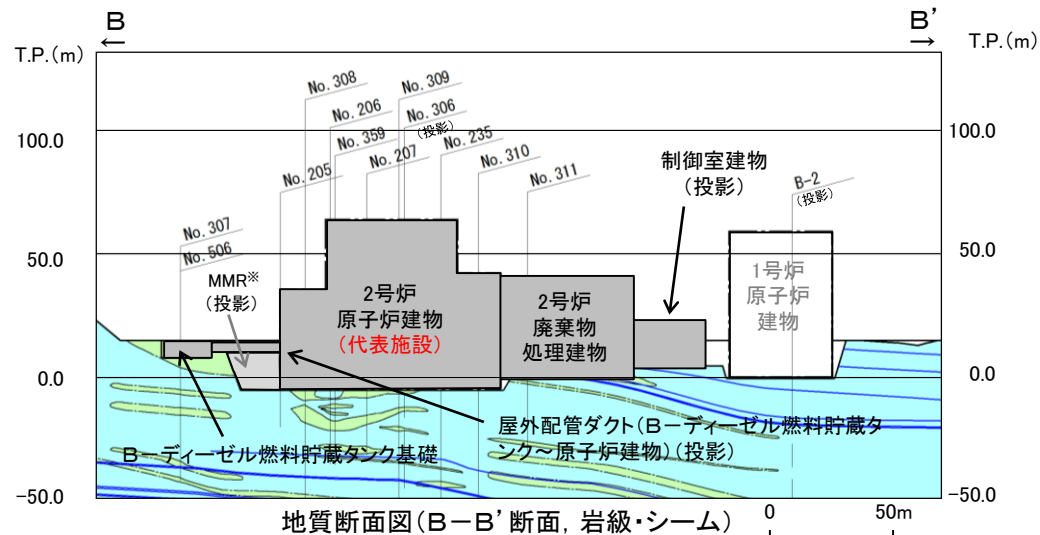 B
B'
T.P.(m)
T.P.(m)
No. 308
No. 309
No. 206
No. 306
(投影)
No. 359
No. 235
No. 205
No. 207
No. 310
No. 311
制御室建物
(投影)
B-2
(投影)
100.0
100.0
No. 307
No. 506
50.0
50.0
MMR※
(投影)
2号炉
原子炉建物
(代表施設)
2号炉
廃棄物
処理建物
1号炉
原子炉
建物
0.0
0.0
屋外配管ダクト(B-ディーゼル燃料貯蔵タ
ンク~原子炉建物)(投影)
B-ディーゼル燃料貯蔵タンク基礎
-50.0
-50.0
地質断面図(B-B'断面, 岩級・シーム)
0
50m